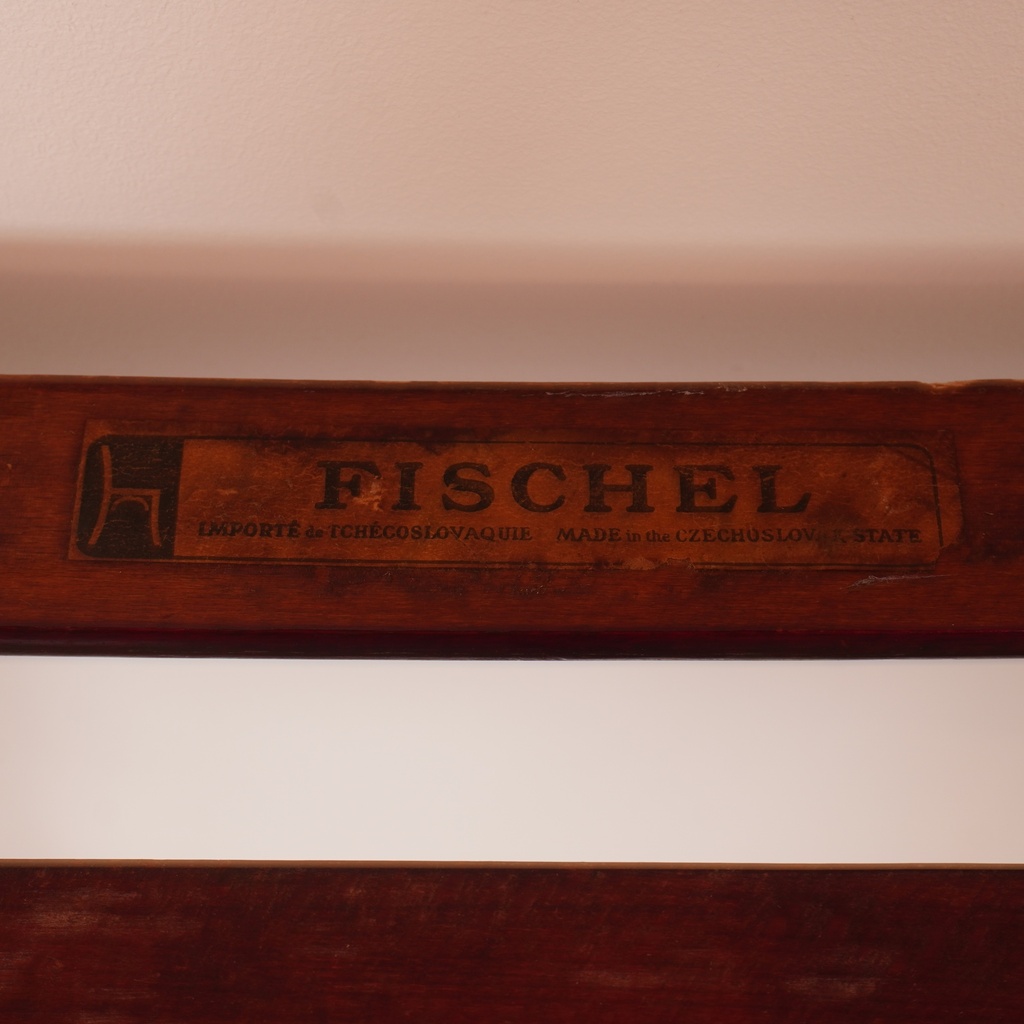 FISCHEL
IMPORTÉ de TCHÉCOSLOVAQUIE MADE in the STATE